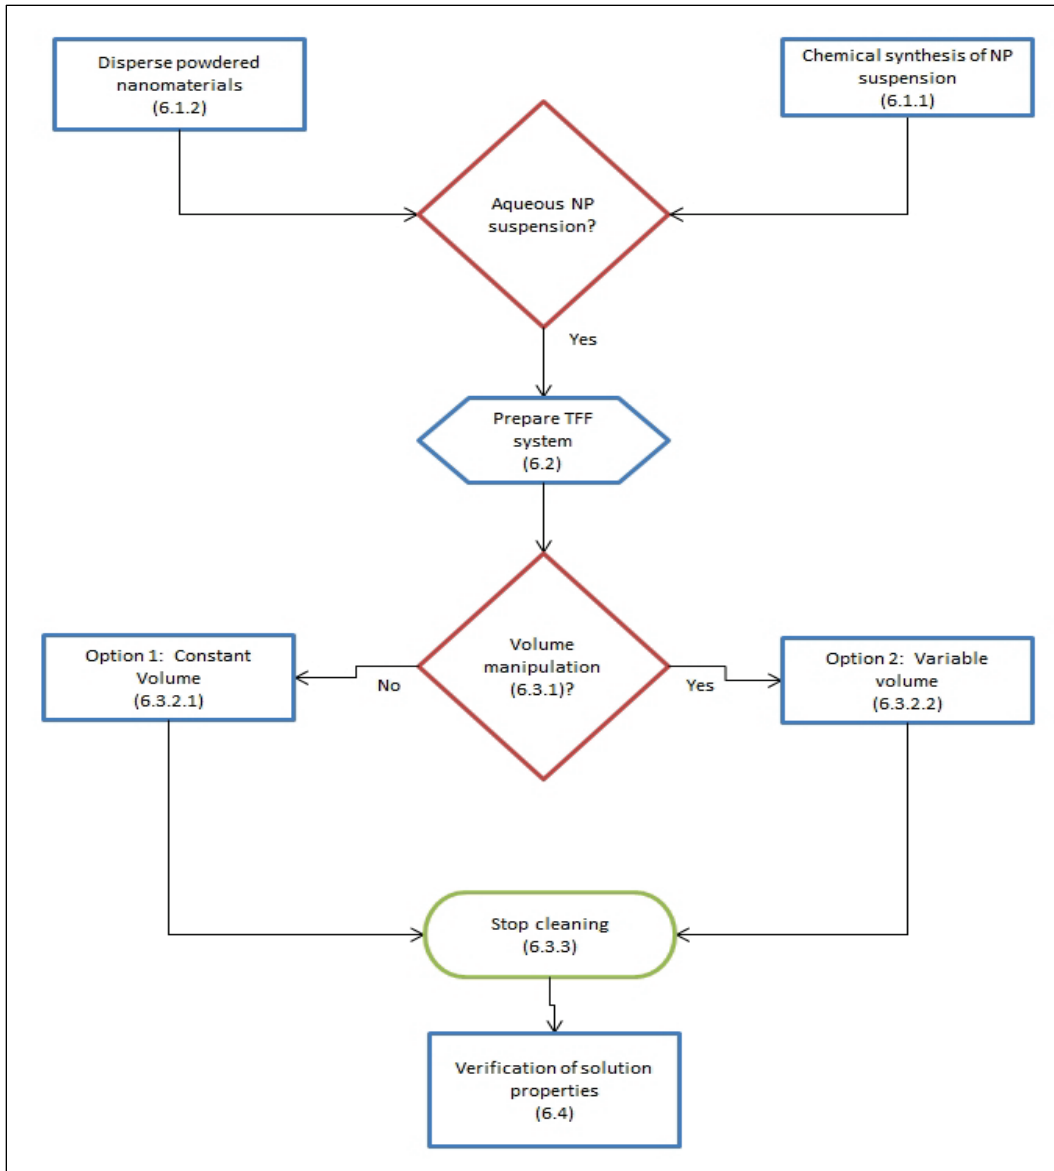 Disperse powdered
nanomaterials
(6.1.2)
Chemical synthesis of NP
suspension
(6.1.1)
Aqueous NP
suspension?
Yes
Prepare TFF
system
(6.2)
Volume
manipulation
(6.3.1)?
No
Yes
Option 1:  Constant
Volume
(6.3.2.1)
Option 2:  Variable
volume
(6.3.2.2)
Stop cleaning
(6.3.3)
Verification of solution
properties
(6.4)